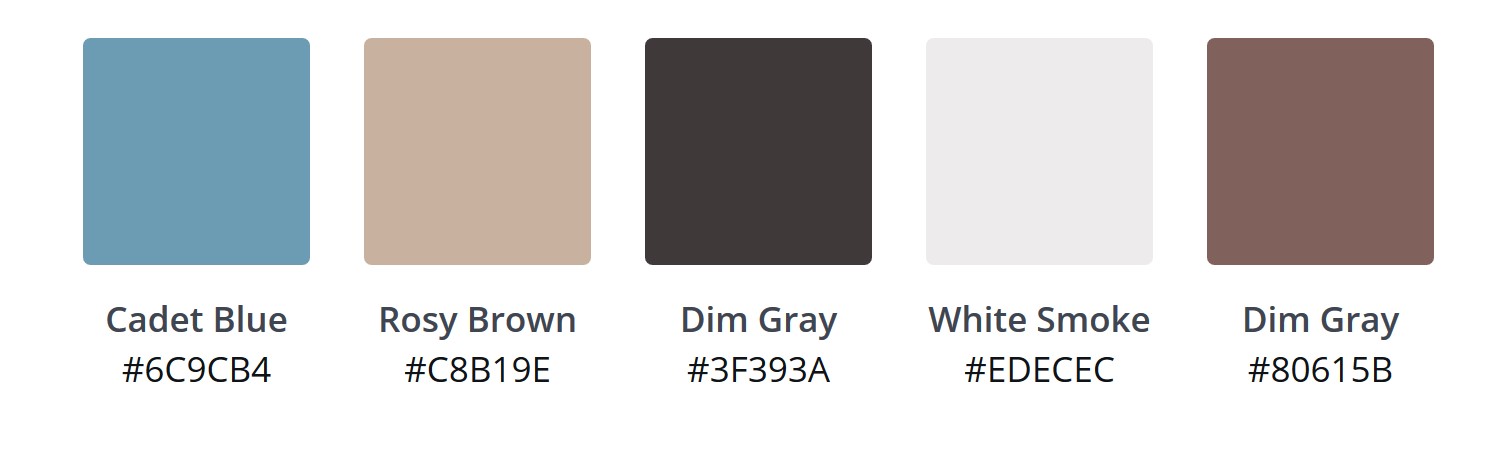 Cadet Blue Rosy Brown Dim Gray White Smoke Dim Gray
#6C9CB4 #C8B19E #3F393A #EDECEC #80615B